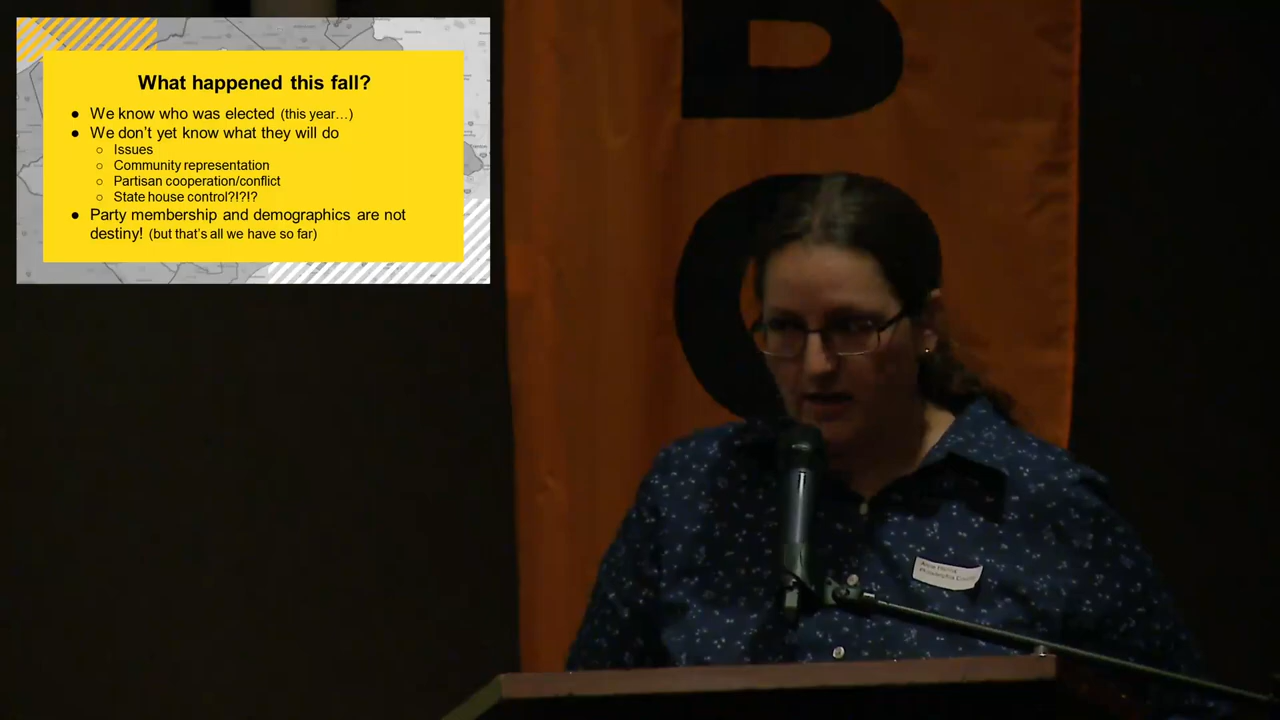 What happened this fall?
● We know who was elected (this year…)
● We don’t yet know what they will do
○ Issues
○ Community representation
○ Partisan cooperation/conflict
○ State house control?!?!?
● Party membership and demographics are not
destiny! (but that’s all we have so far)
Philadelphia County